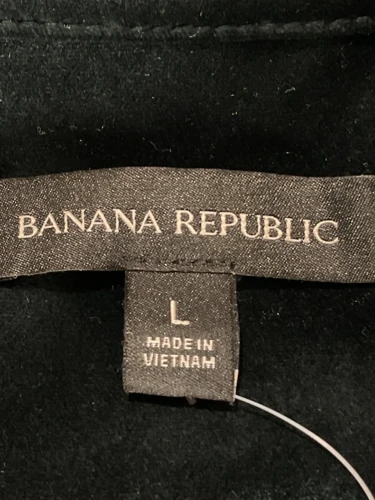 BANANA REPUBLIC
L
MADE IN
VIETNAM